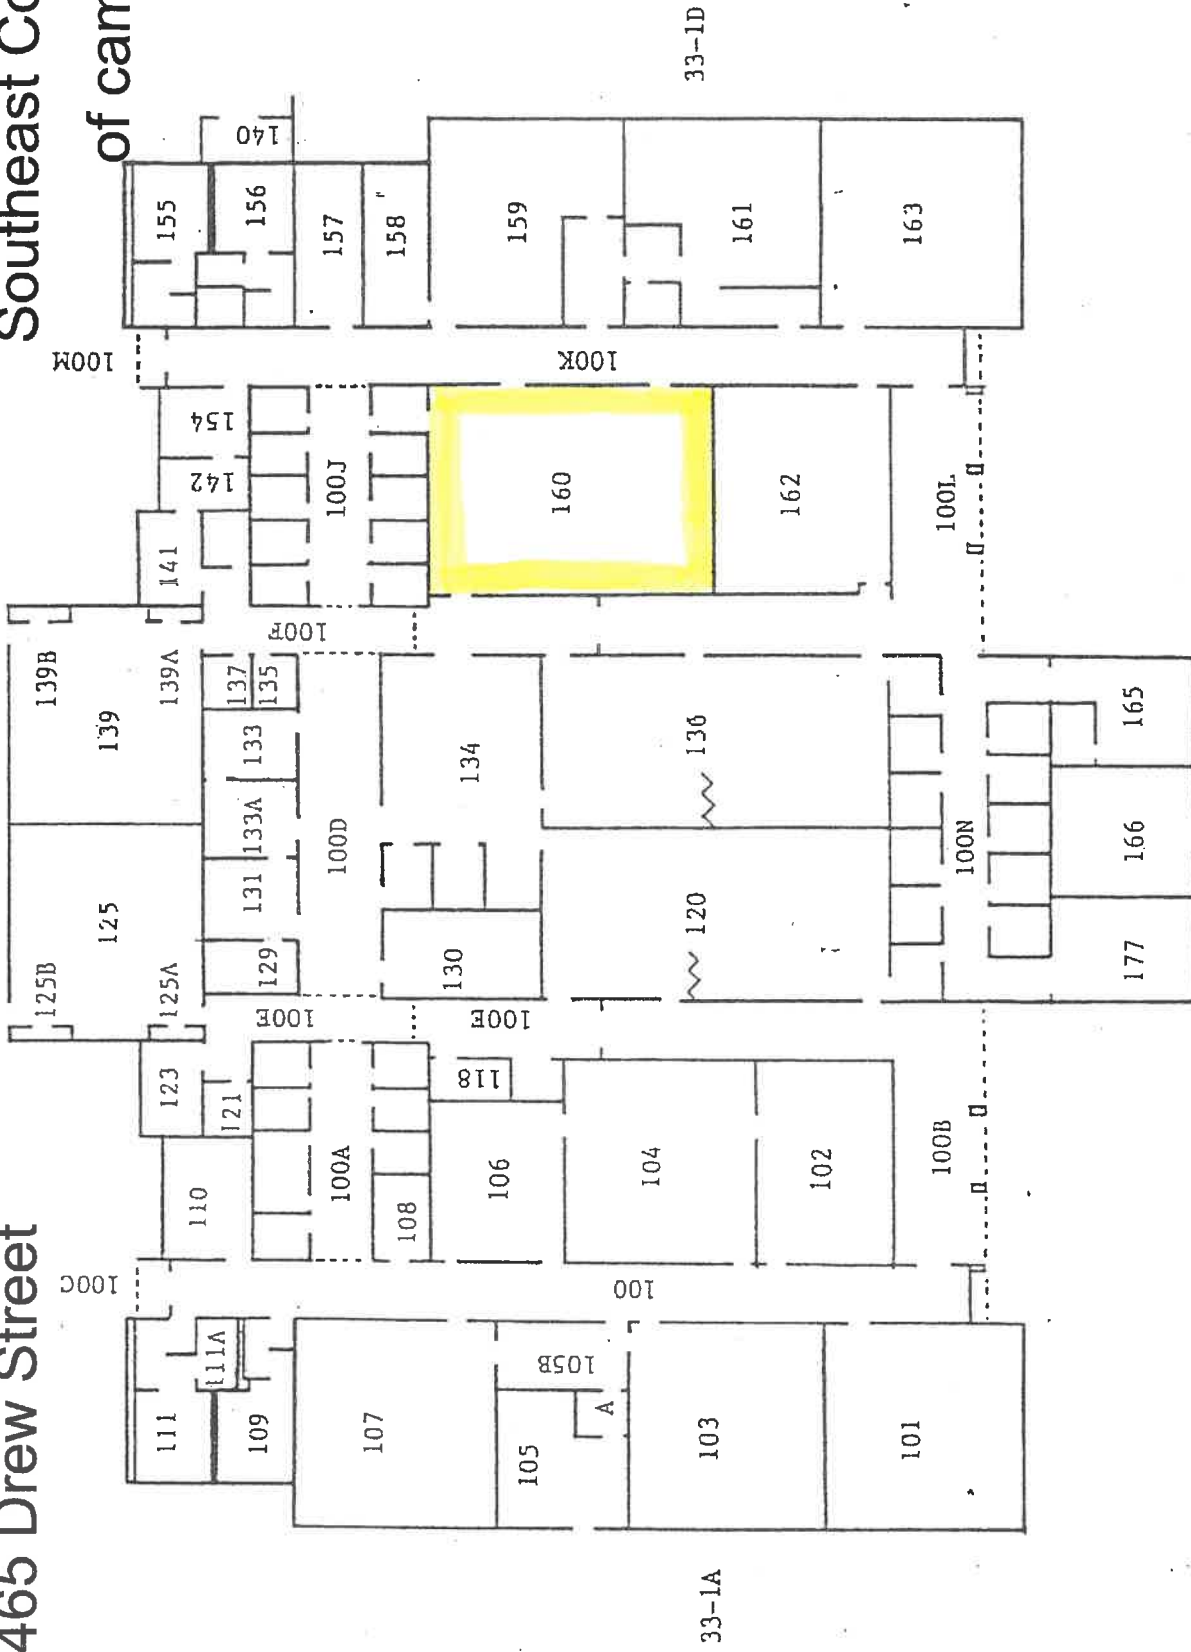 465 Drew Street Southeast Co
125B 139B
100C 100M
125 139 of cam
111 123 125A 139A 141 155
111A 110 142 154
121 137
109 129 131 133A 133 135 156 140
100E 100F
100A 100D 100J 157
107
108 158
118 130 134
106 100E
105 159
105B 160 100K
A
100
104
33-1A 103 120 136 33-1D
161
102 162
101 163
100B 100N 100L
177 166 165